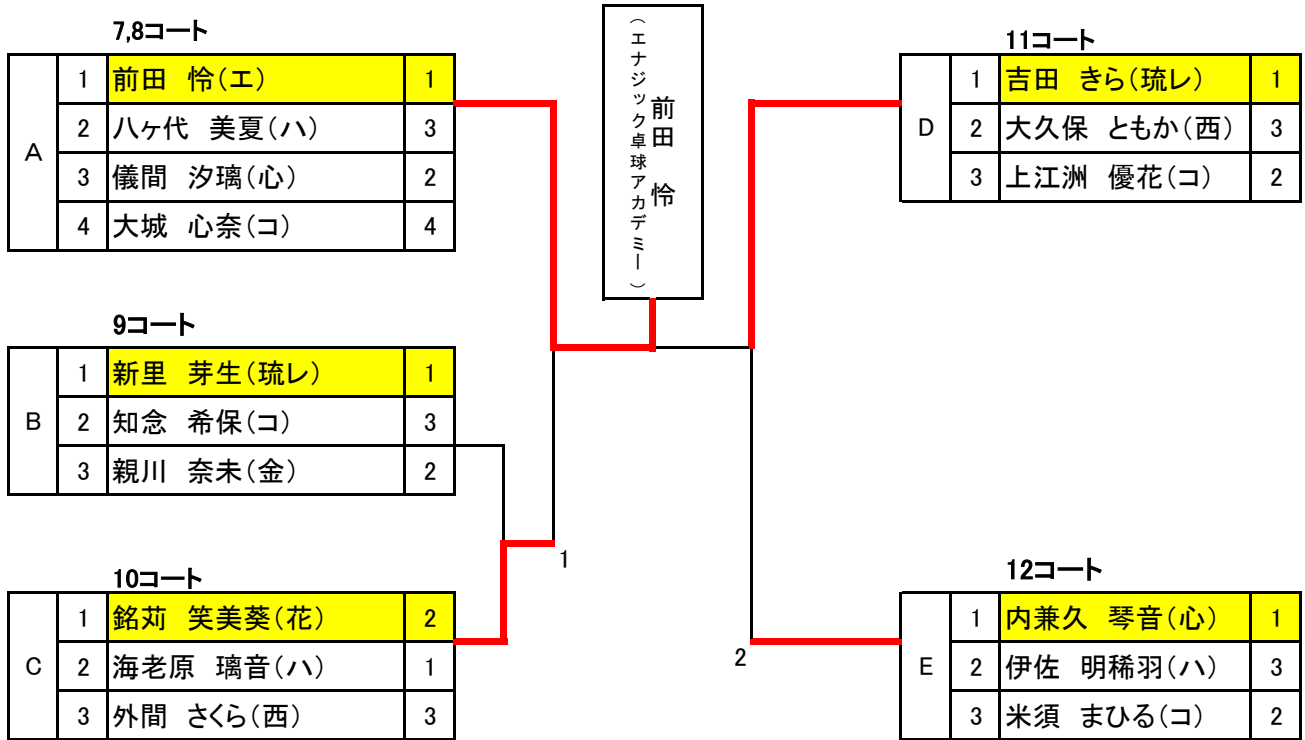 7,8コート
A
1 前田 怜(エ) 1
2 八ヶ代 美夏(ハ) 3
3 儀間 汐璃(心) 2
4 大城 心奈(コ) 4
9コート
B
1 新里 芽生(琉レ) 1
2 知念 希保(コ) 3
3 親川 奈未(金) 2
10コート
C
1 銘苅 笑美葵(花) 2
2 海老原 璃音(ハ) 1
3 外間 さくら(西) 3
1
前田 怜
(エナジック卓球アカデミー)
2
11コート
D
1 吉田 きら(琉レ) 1
2 大久保 ともか(西) 3
3 上江洲 優花(コ) 2
12コート
E
1 内兼久 琴音(心) 1
2 伊佐 明稀羽(ハ) 3
3 米須 まひる(コ) 2